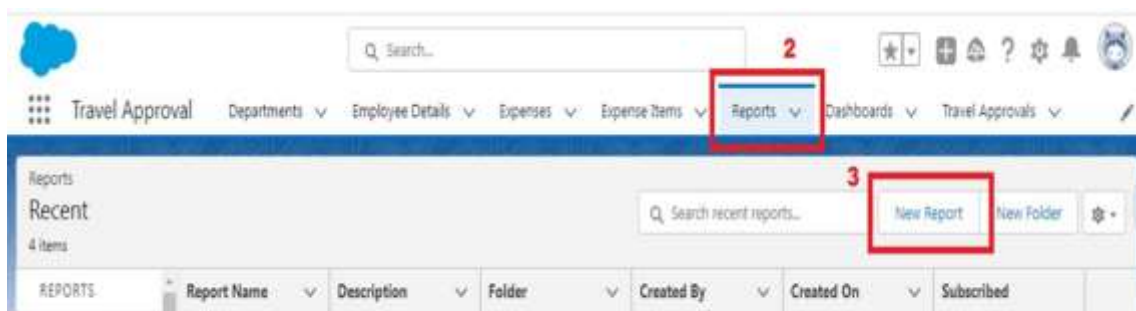 Search...
2
Travel Approval Departments Employee Details Expenses Expense Items Reports Dashboards Travel Approvals
Reports
Recent
4 items
3
Search recent reports...
New Report
New Folder
REPORTS Report Name Description Folder Created By Created On Subscribed